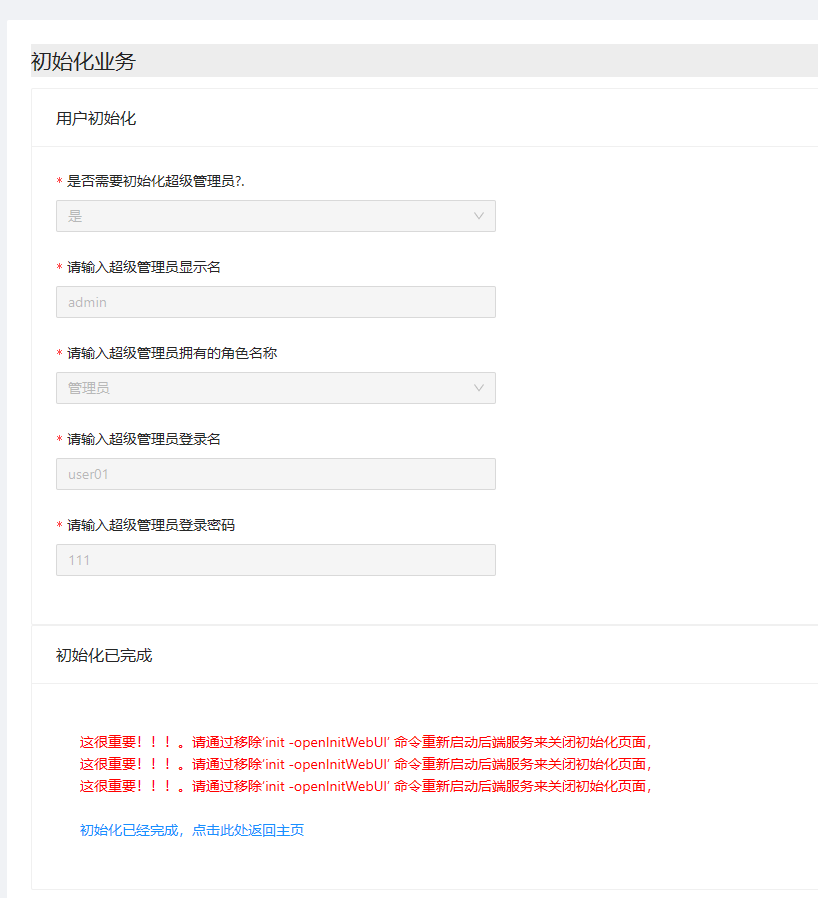 初始化业务
用户初始化
* 是否需要初始化超级管理员?.
是
* 请输入超级管理员显示名
admin
* 请输入超级管理员拥有的角色名称
管理员
* 请输入超级管理员登录名
user01
* 请输入超级管理员登录密码
111
初始化已完成
这很重要！！！。请通过移除'init -openInitWebUI' 命令重新启动后端服务来关闭初始化页面，
这很重要！！！。请通过移除'init -openInitWebUI' 命令重新启动后端服务来关闭初始化页面，
这很重要！！！。请通过移除'init -openInitWebUI' 命令重新启动后端服务来关闭初始化页面，
初始化已经完成，点击此处返回主页